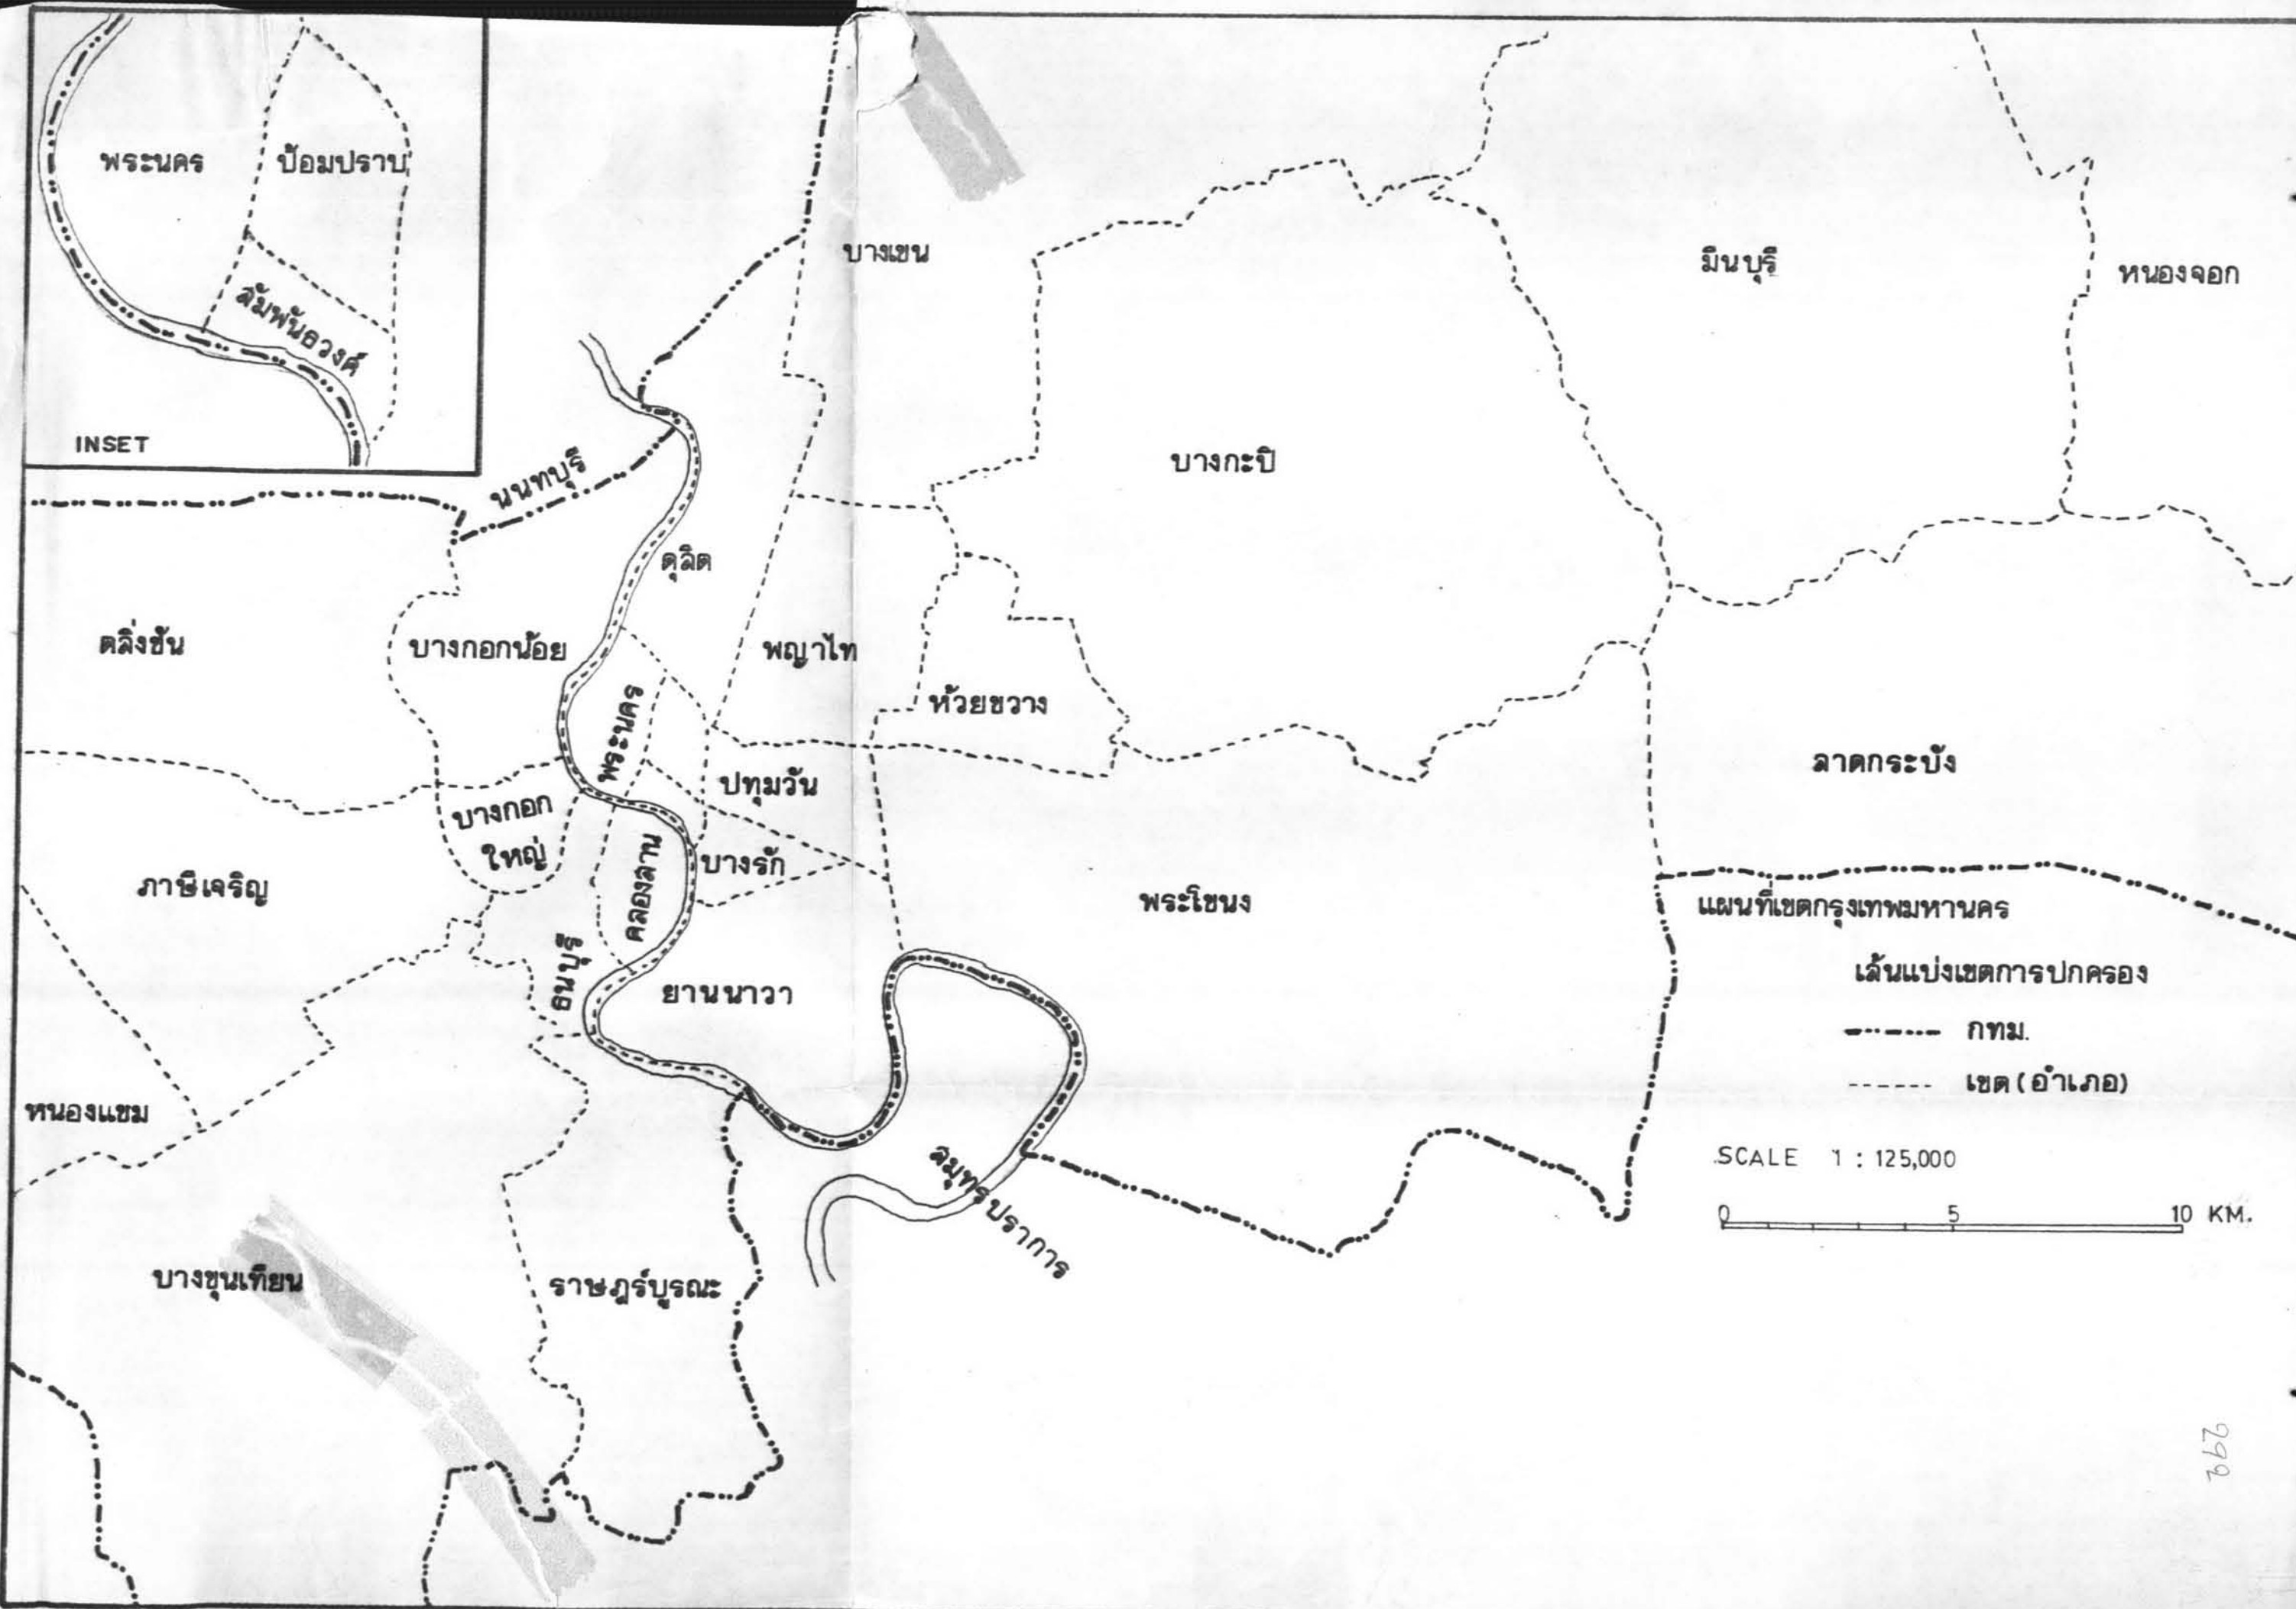 พระนคร
ป้อมปราบ
สัมพันธวงศ์
INSET
บางเขน
มีนบุรี
หนองจอก
นนทบุรี
บางกะปิ
ดุสิต
ตลิ่งชัน
บางกอกน้อย
พญาไท
ห้วยขวาง
พระนคร
ลาดกระบัง
ปทุมวัน
บางกอก
ใหญ่
คลองสาน
บางรัก
ภาษีเจริญ
พระโขนง
ธนบุรี
ยานนาวา
หนองแขม
สมุทรปราการ
บางขุนเทียน
ราษฎร์บูรณะ
แผนที่เขตกรุงเทพมหานคร
เส้นแบ่งเขตการปกครอง
กทม.
เขต (อำเภอ)
SCALE 1 : 125,000
0 5 10 KM.
292